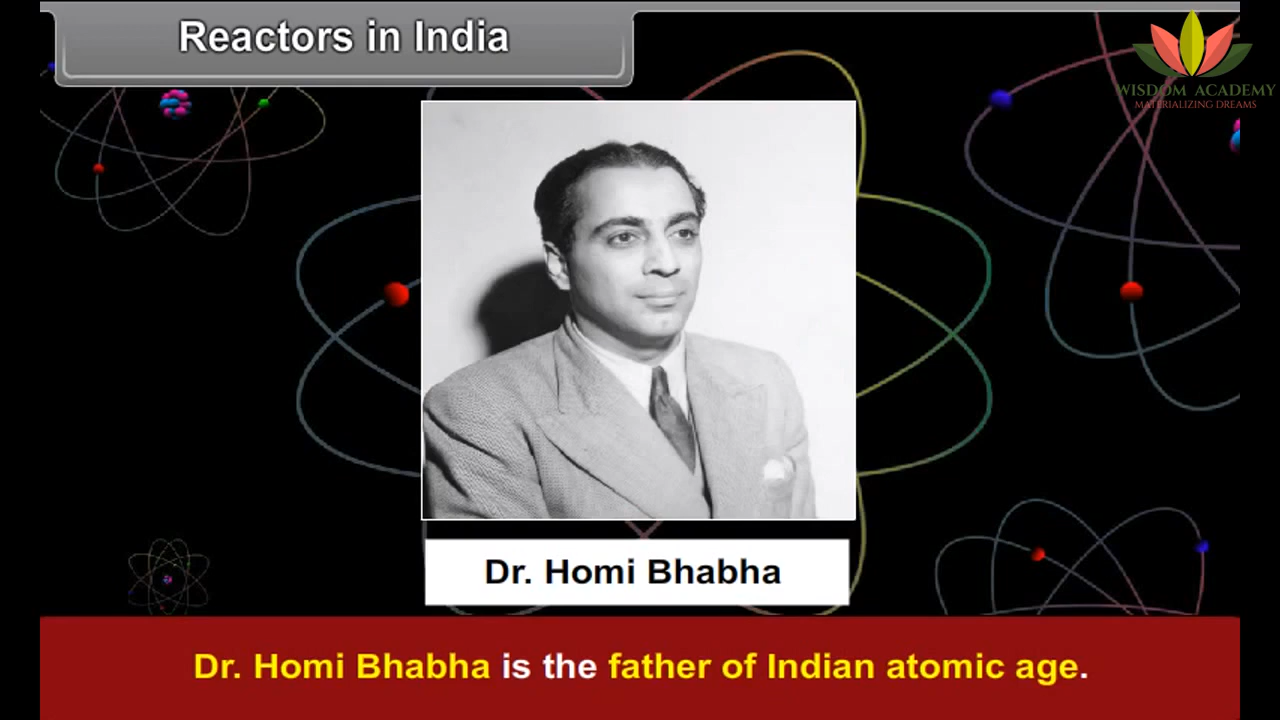 Reactors in India
WISDOM ACADEMY
MATERIALIZING DREAMS
Dr. Homi Bhabha
Dr. Homi Bhabha is the father of Indian atomic age.